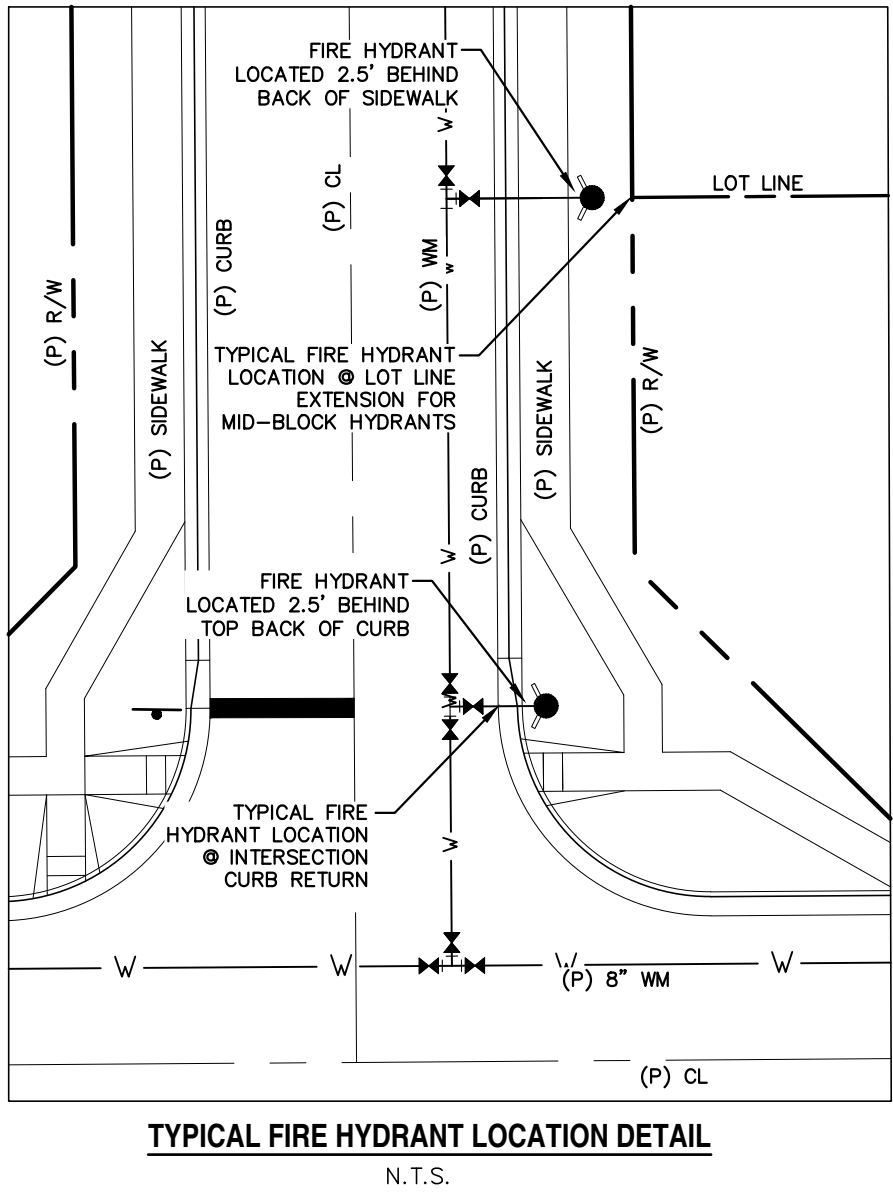 FIRE HYDRANT
LOCATED 2.5' BEHIND
BACK OF SIDEWALK
W
(P) CL
LOT LINE
(P) CURB
(P) WM
W
(P) R/W
TYPICAL FIRE HYDRANT
LOCATION @ LOT LINE
EXTENSION FOR
MID-BLOCK HYDRANTS
(P) R/W
(P) SIDEWALK
(P) SIDEWALK
(P) CURB
W
FIRE HYDRANT
LOCATED 2.5' BEHIND
TOP BACK OF CURB
W
TYPICAL FIRE
HYDRANT LOCATION
@ INTERSECTION
CURB RETURN
W
W W W W
(P) 8" WM
(P) CL
TYPICAL FIRE HYDRANT LOCATION DETAIL
N.T.S.